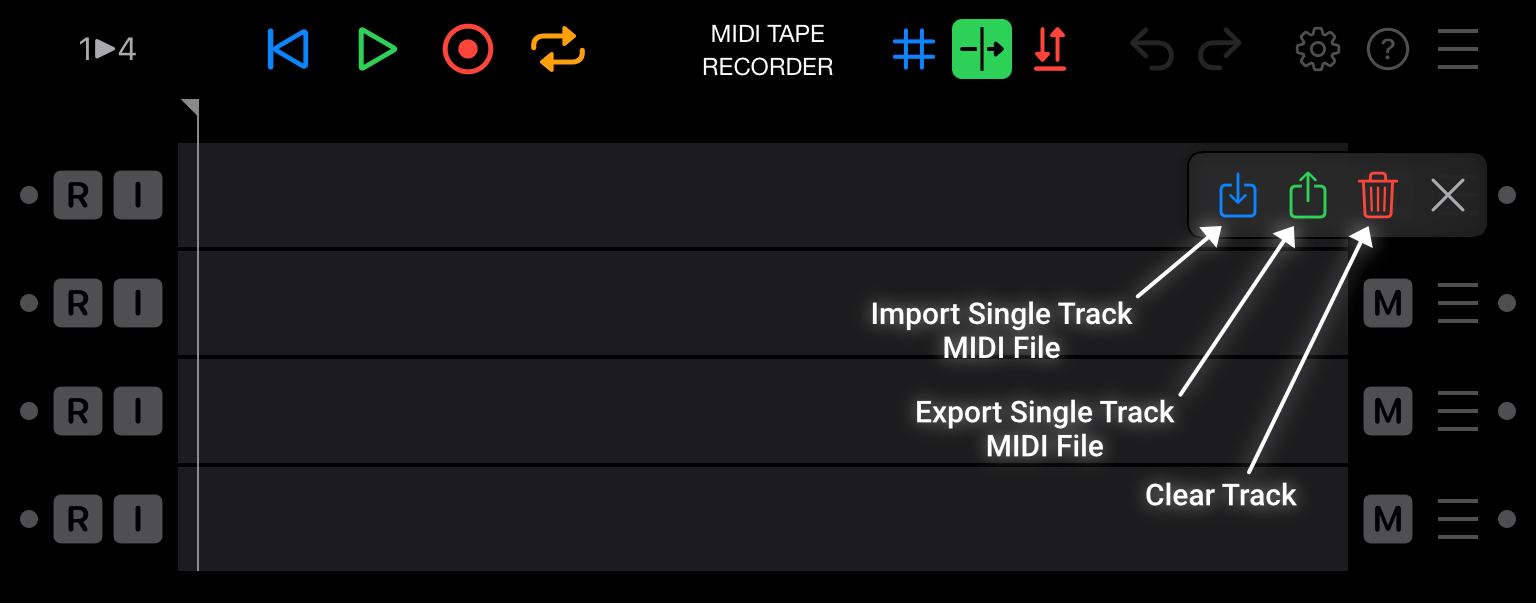 1▶4
MIDI TAPE
RECORDER
?
R I
R I M
Import Single Track
MIDI File
R I M
Export Single Track
MIDI File
Clear Track
R I M